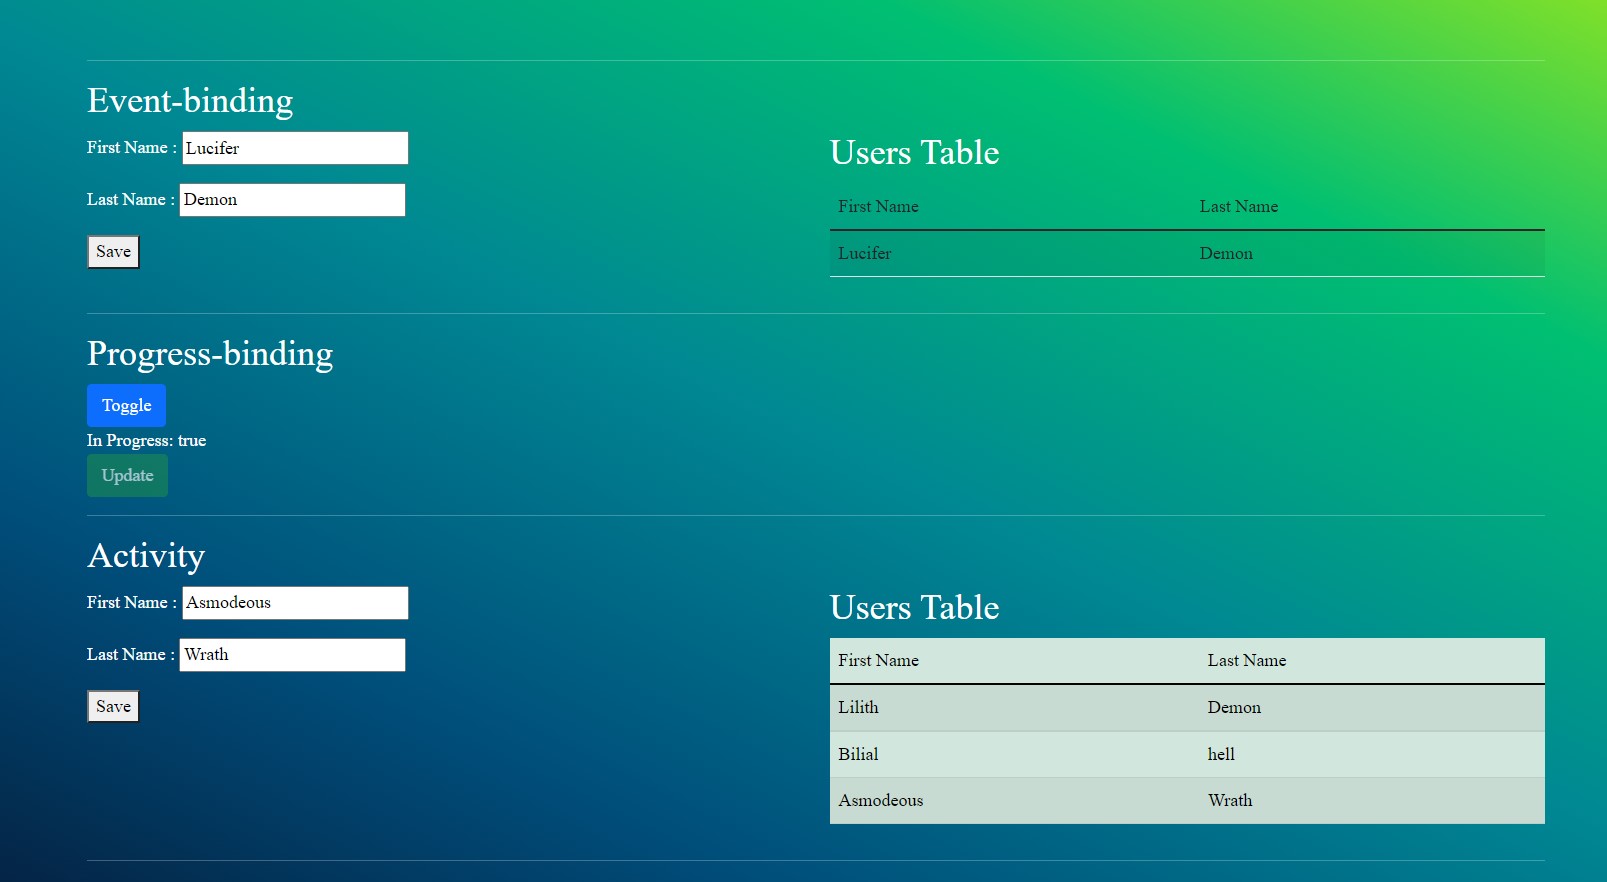 Event-binding
First Name : Lucifer
Last Name : Demon
Save
Users Table
First Name Last Name
Lucifer Demon
Progress-binding
Toggle
In Progress: true
Update
Activity
First Name : Asmodeous
Last Name : Wrath
Save
Users Table
First Name Last Name
Lilith Demon
Bilial hell
Asmodeous Wrath